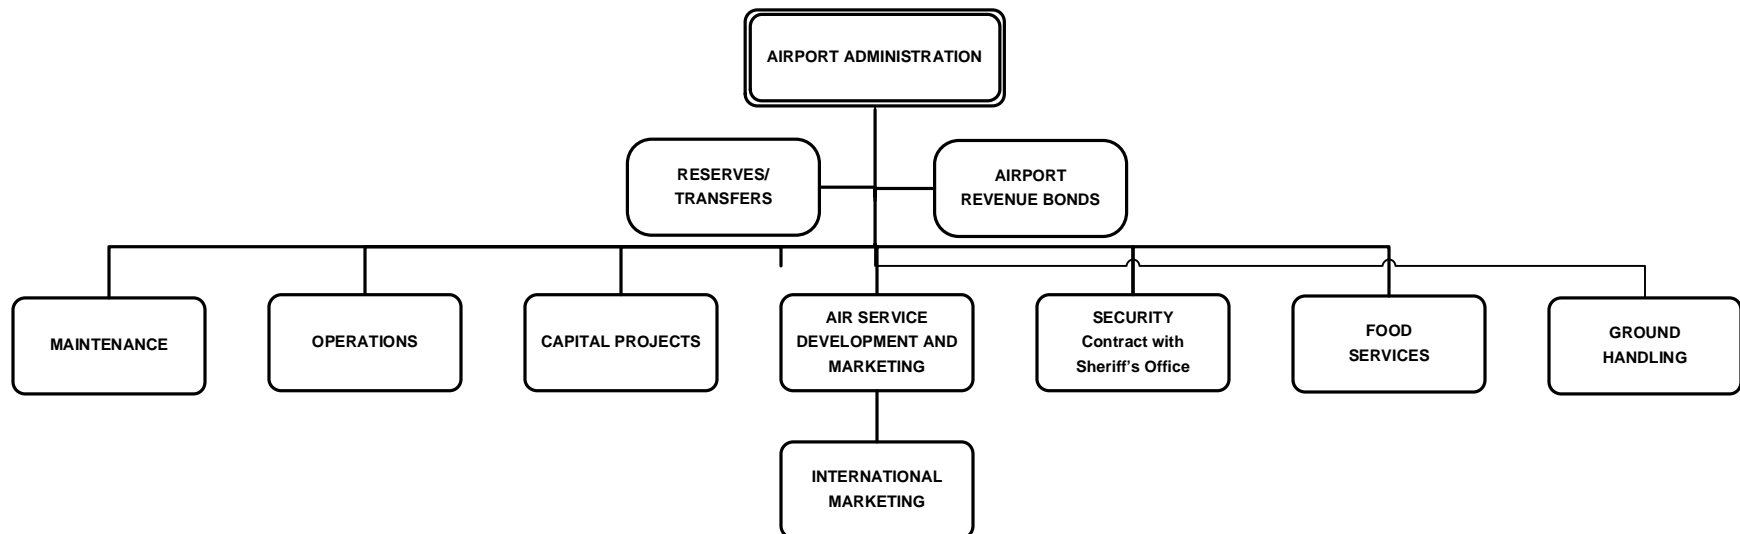 AIRPORT ADMINISTRATION
RESERVES/
TRANSFERS
AIRPORT
REVENUE BONDS
MAINTENANCE
OPERATIONS
CAPITAL PROJECTS
AIR SERVICE
DEVELOPMENT AND
MARKETING
SECURITY
Contract with
Sheriff's Office
FOOD
SERVICES
GROUND
HANDLING
INTERNATIONAL
MARKETING